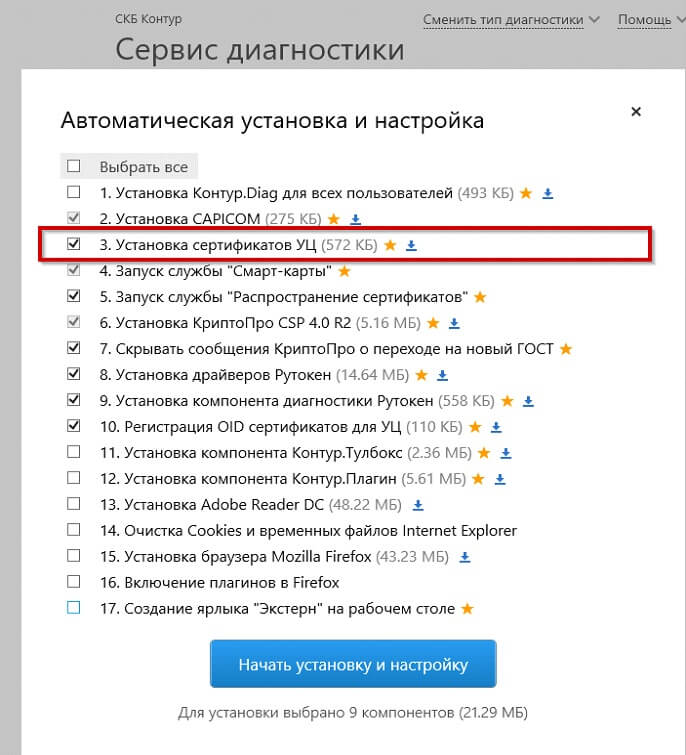 СКБ Контур
Сменить тип диагностики Помощь
Сервис диагностики
Автоматическая установка и настройка
Выбрать все
1. Установка Контур.Diag для всех пользователей (493 КБ)
2. Установка CAPICOM (275 КБ)
3. Установка сертификатов УЦ (572 КБ)
4. Запуск службы "Смарт-карты"
5. Запуск службы "Распространение сертификатов"
6. Установка КриптоПро CSP 4.0 R2 (5.16 МБ)
7. Скрывать сообщения КриптоПро о переходе на новый ГОСТ
8. Установка драйверов Рутокен (14.64 МБ)
9. Установка компонента диагностики Рутокен (558 КБ)
10. Регистрация OID сертификатов для УЦ (110 КБ)
11. Установка компонента Контур.Тулбокс (2.36 МБ)
12. Установка компонента Контур.Плагин (5.61 МБ)
13. Установка Adobe Reader DC (48.22 МБ)
14. Очистка Cookies и временных файлов Internet Explorer
15. Установка браузера Mozilla Firefox (43.23 МБ)
16. Включение плагинов в Firefox
17. Создание ярлыка "Экстерн" на рабочем столе
Начать установку и настройку
Для установки выбрано 9 компонентов (21.29 МБ)